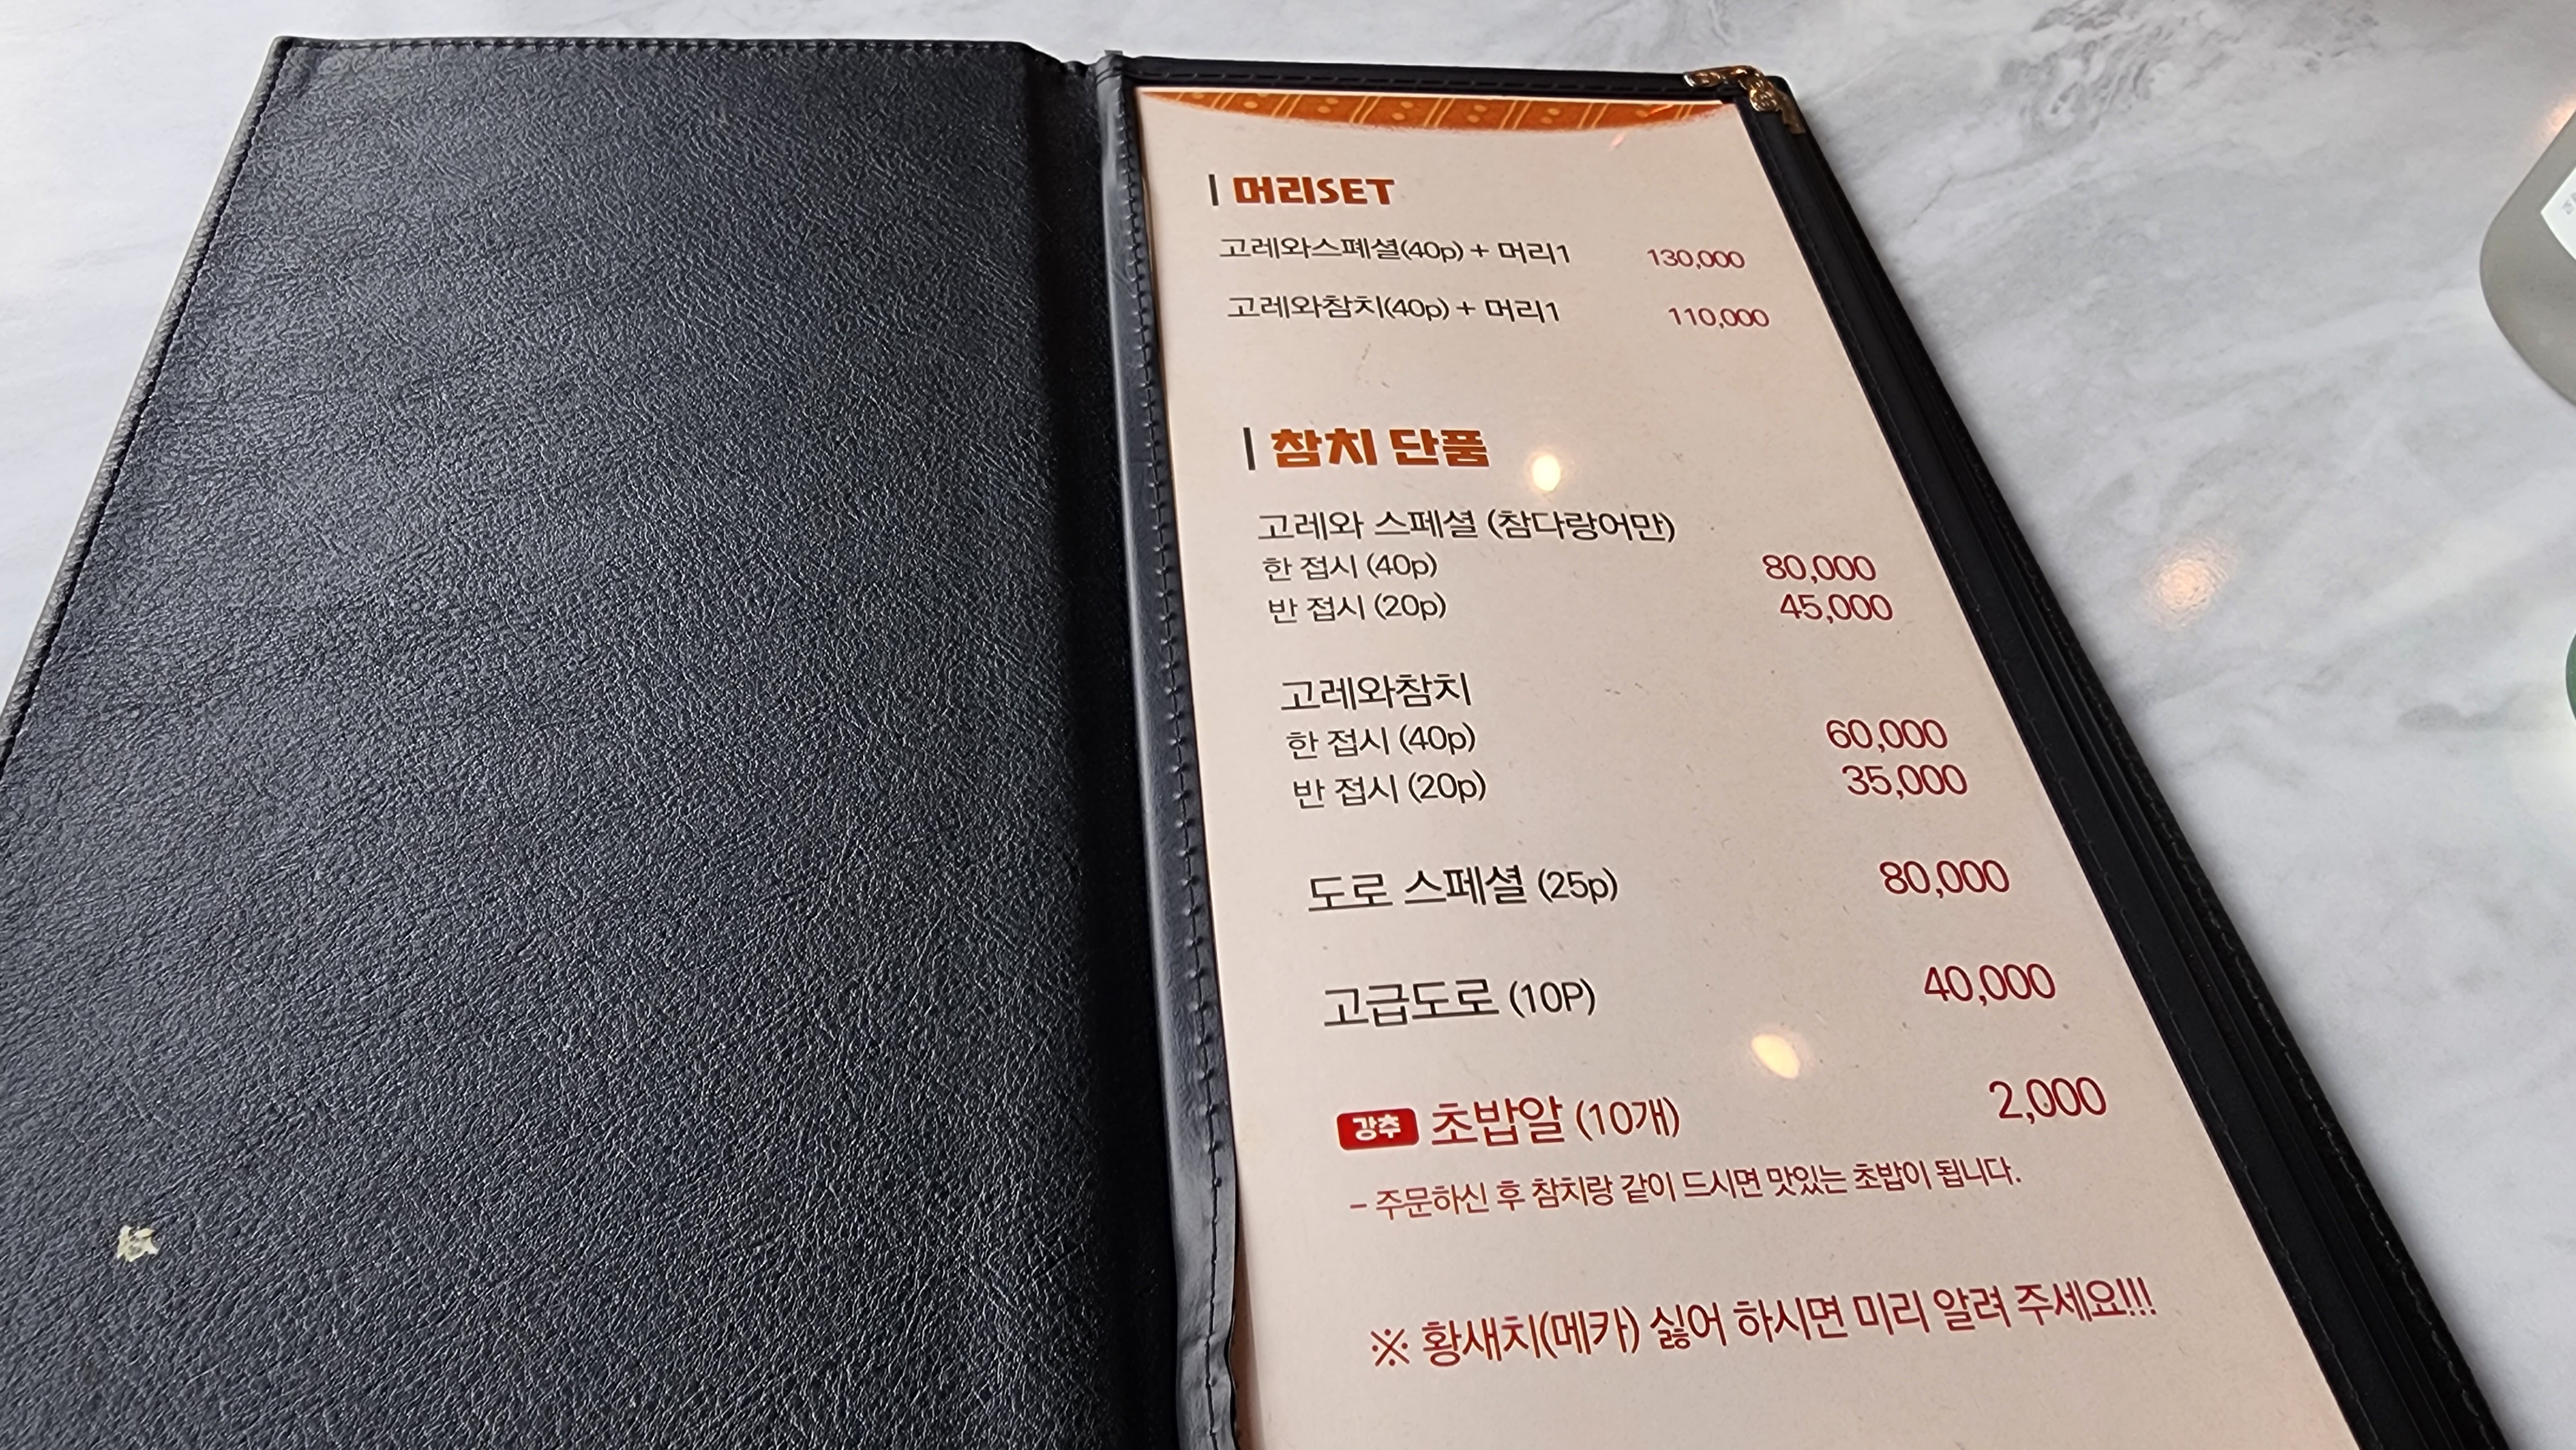 머리SET
고레와스폐셜(40p) + 머리1 130,000
고레와참치(40p) + 머리1 110,000
참치 단품
고레와 스페셜 (참다랑어만)
한 접시 (40p) 80,000
반 접시 (20p) 45,000
고레와참치
한 접시 (40p) 60,000
반 접시 (20p) 35,000
도로 스페셜 (25p) 80,000
고급도로 (10P) 40,000
강추 초밥알 (10개) 2,000
– 주문하신 후 참치랑 같이 드시면 맛있는 초밥이 됩니다.
※ 황새치(메카) 싫어 하시면 미리 알려 주세요!!!